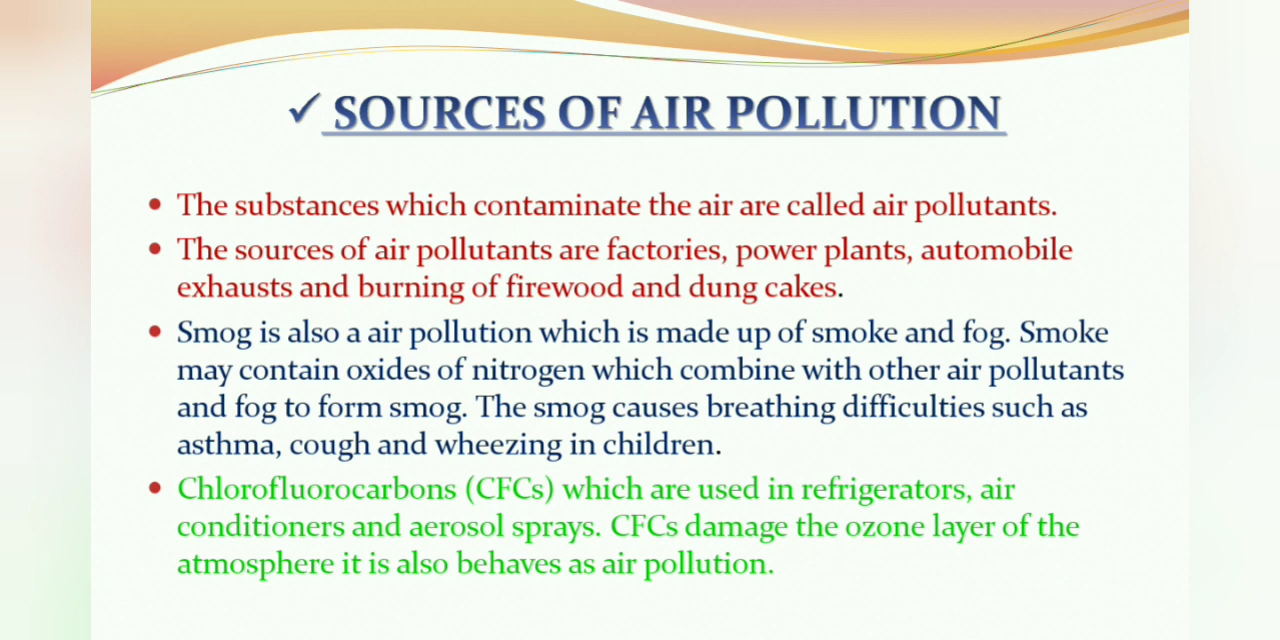 ✓ SOURCES OF AIR POLLUTION
• The substances which contaminate the air are called air pollutants.
• The sources of air pollutants are factories, power plants, automobile
exhausts and burning of firewood and dung cakes.
• Smog is also a air pollution which is made up of smoke and fog. Smoke
may contain oxides of nitrogen which combine with other air pollutants
and fog to form smog. The smog causes breathing difficulties such as
asthma, cough and wheezing in children.
• Chlorofluorocarbons (CFCs) which are used in refrigerators, air
conditioners and aerosol sprays. CFCs damage the ozone layer of the
atmosphere it is also behaves as air pollution.